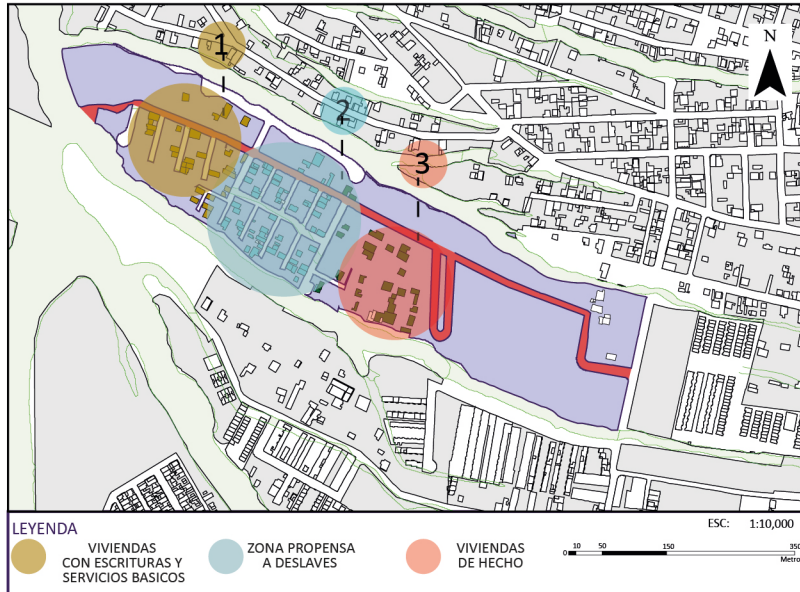 1
N
2
3
LEYENDA
VIVIENDAS
CON ESCRITURAS Y
SERVICIOS BASICOS
ZONA PROPENSA
A DESLAVES
VIVIENDAS
DE HECHO
ESC: 1:10,000
0 10 50 150 350
Metro